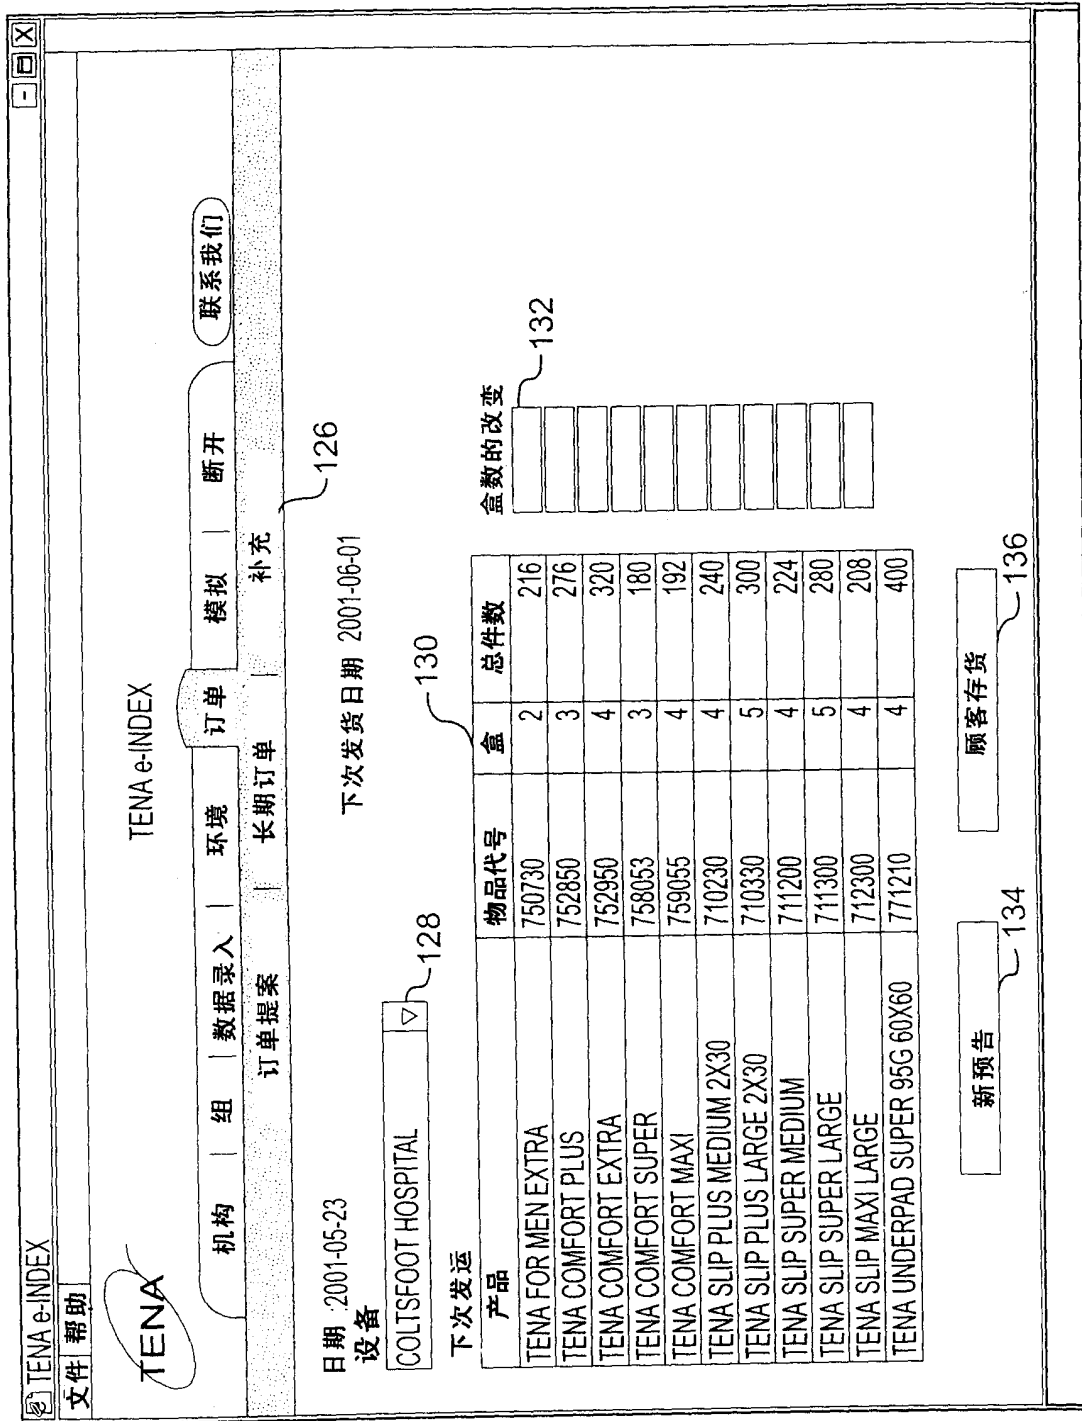 TENA e-INDEX
文件 帮助
TENA
TENA e-INDEX
机构 | 组 | 数据录入 | 环境 订单 模拟 | 断开 联系我们
订单提案 | 长期订单 | 补充
126
日期 :2001-05-23 下次发货日期 2001-06-01
设备
COLTSFOOT HOSPITAL
128
130
132
下次发运
产品 物品代号 盒 总件数 盒数的改变
TENA FOR MEN EXTRA 750730 2 216
TENA COMFORT PLUS 752850 3 276
TENA COMFORT EXTRA 752950 4 320
TENA COMFORT SUPER 758053 3 180
TENA COMFORT MAXI 759055 4 192
TENA SLIP PLUS MEDIUM 2X30 710230 4 240
TENA SLIP PLUS LARGE 2X30 710330 5 300
TENA SLIP SUPER MEDIUM 711200 4 224
TENA SLIP SUPER LARGE 711300 5 280
TENA SLIP MAXI LARGE 712300 4 208
TENA UNDERPAD SUPER 95G 60X60 771210 4 400
新预告 顾客存货
134 136